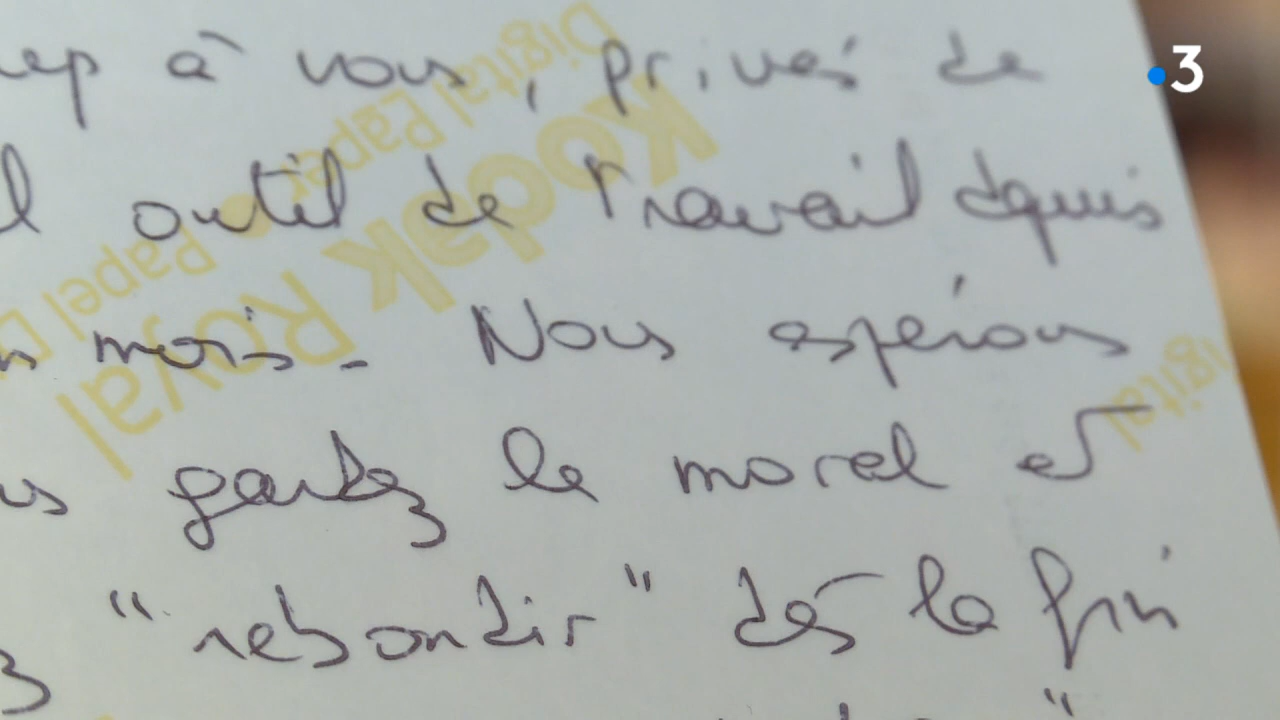 à vous, privés de
outil de travail depuis
mois. Nous espérons
gardez le moral et
"rebondir" dès la fin
Kodak Royal
Digital Paper
Papel
Digital
3